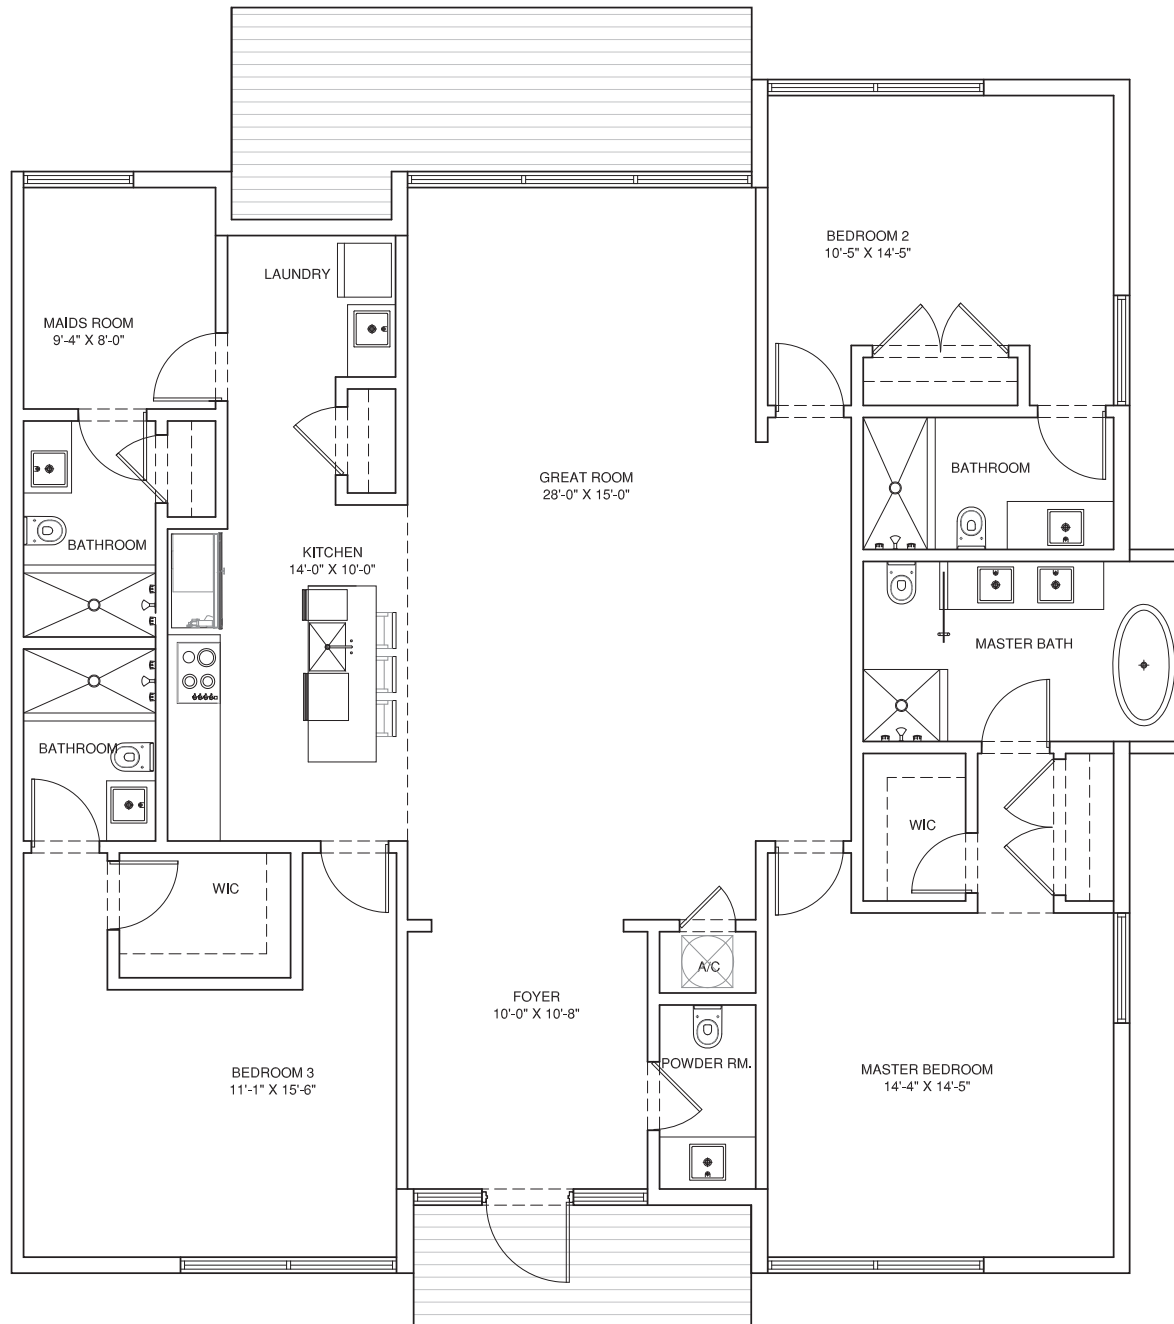 BEDROOM 2
10'-5" X 14'-5"
LAUNDRY
MAIDS ROOM
9'-4" X 8'-0"
GREAT ROOM
28'-0" X 15'-0"
BATHROOM
BATHROOM
KITCHEN
14'-0" X 10'-0"
MASTER BATH
BATHROOM
WIC
WIC
A/C
FOYER
10'-0" X 10'-8"
POWDER RM.
BEDROOM 3
11'-1" X 15'-6"
MASTER BEDROOM
14'-4" X 14'-5"